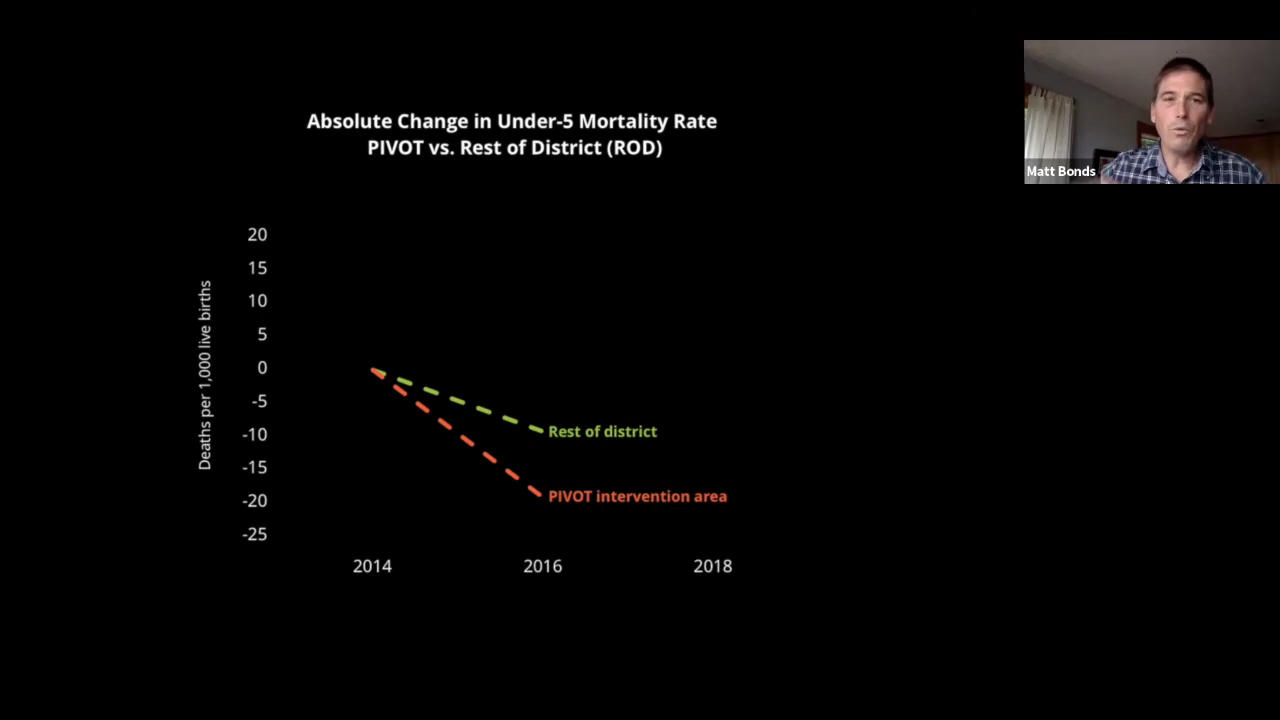 Absolute Change in Under-5 Mortality Rate
PIVOT vs. Rest of District (ROD)
Matt Bonds
Deaths per 1,000 live births
20
15
10
5
0
-5
-10
-15
-20
-25
Rest of district
PIVOT intervention area
2014
2016
2018